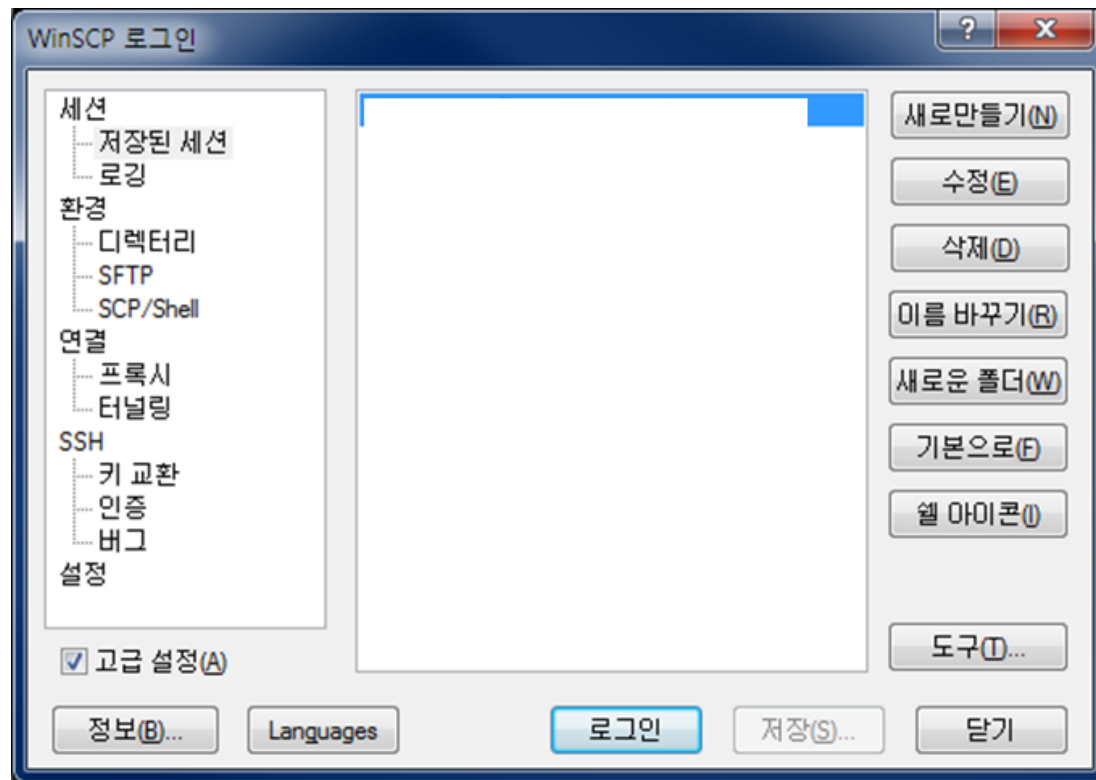 WinSCP 로그인
세션
저장된 세션
로깅
환경
디렉터리
SFTP
SCP/Shell
연결
프록시
터널링
SSH
키 교환
인증
버그
설정
고급 설정(A)
새로만들기(N)
수정(E)
삭제(D)
이름 바꾸기(R)
새로운 폴더(W)
기본으로(F)
쉘 아이콘(I)
도구(T)...
정보(B)...
Languages
로그인
저장(S)...
닫기